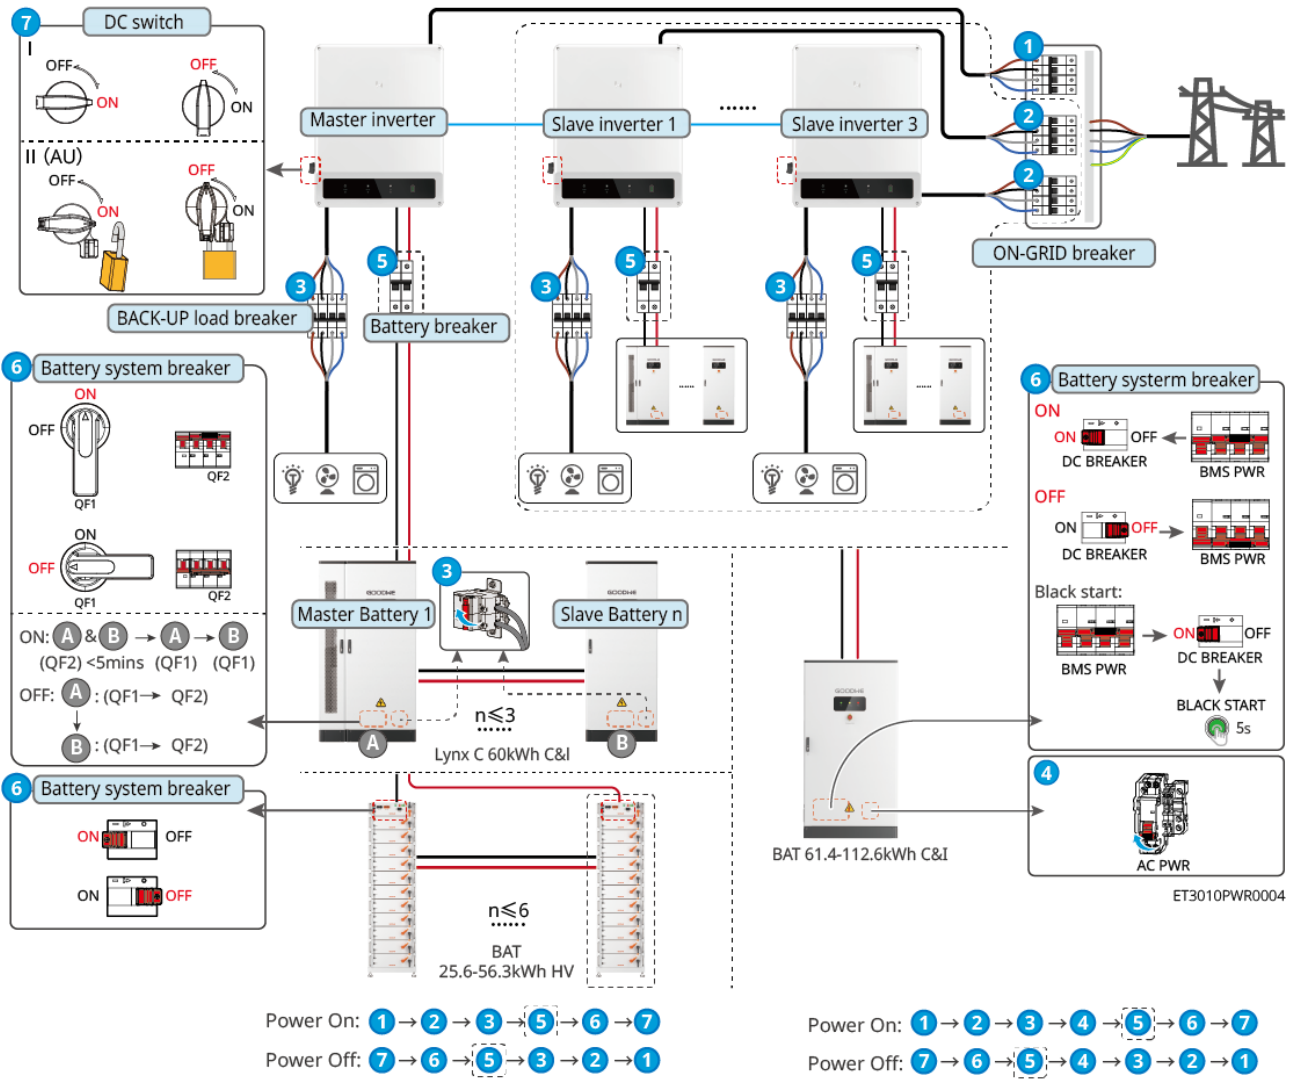 7
DC switch
I
OFF
ON
OFF
ON
II (AU)
OFF
ON
OFF
ON
Master inverter
Slave inverter 1
......
Slave inverter 3
1
2
2
ON-GRID breaker
3
5
3
5
3
5
BACK-UP load breaker
Battery breaker
6
Battery system breaker
ON
OFF
QF1
QF2
ON
OFF
QF1
QF2
ON: A & B → A → B
(QF2) <5mins (QF1) (QF1)
OFF: A : (QF1→ QF2)
B : (QF1→ QF2)
6
Battery system breaker
ON
OFF
ON
OFF
GOODWE
Master Battery 1
3
GOODWE
Slave Battery n
A
B
n≤3
......
Lynx C 60kWh C&I
n≤6
......
BAT
25.6-56.3kWh HV
GOODWE
BAT 61.4-112.6kWh C&I
6
Battery systerm breaker
ON
ON
OFF
DC BREAKER
BMS PWR
OFF
ON
OFF
DC BREAKER
BMS PWR
Black start:
BMS PWR
ON
OFF
DC BREAKER
BLACK START
5s
4
AC PWR
ET3010PWR0004
Power On: 1 → 2 → 3 → 5 → 6 → 7
Power Off: 7 → 6 → 5 → 3 → 2 → 1
Power On: 1 → 2 → 3 → 4 → 5 → 6 → 7
Power Off: 7 → 6 → 5 → 4 → 3 → 2 → 1